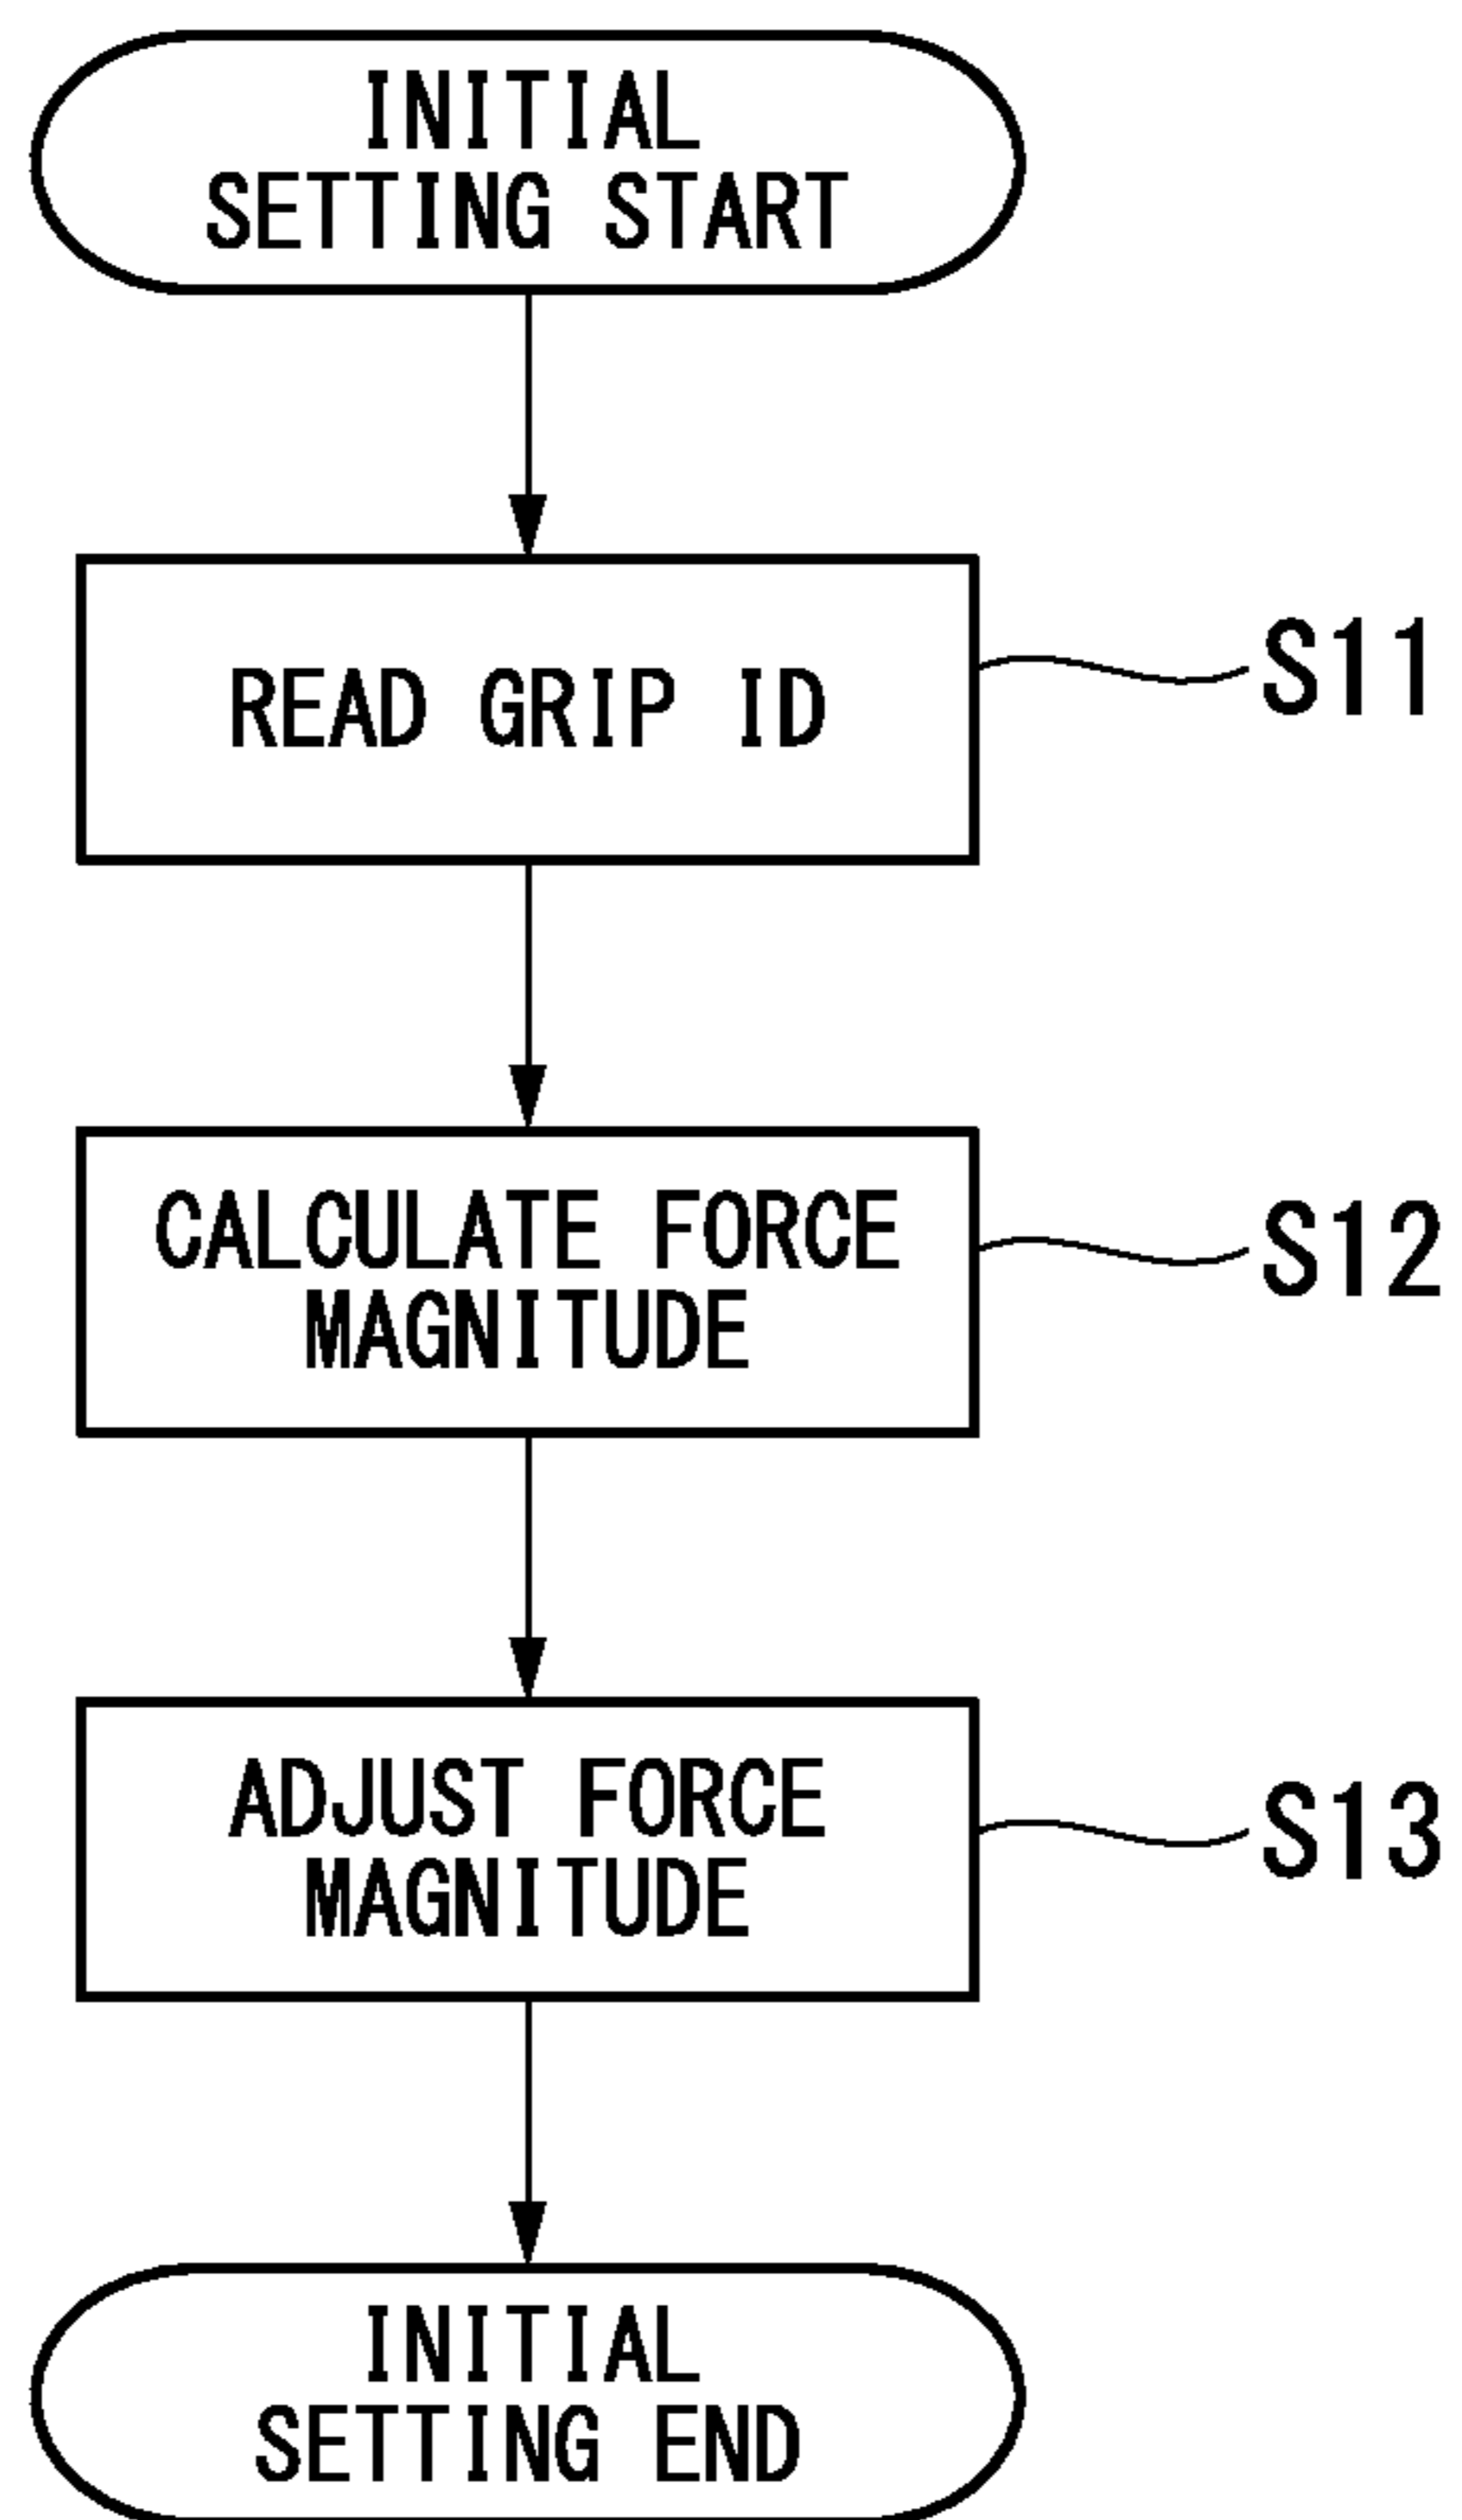 INITIAL
SETTING START
READ GRIP ID
S11
CALCULATE FORCE
MAGNITUDE
S12
ADJUST FORCE
MAGNITUDE
S13
INITIAL
SETTING END